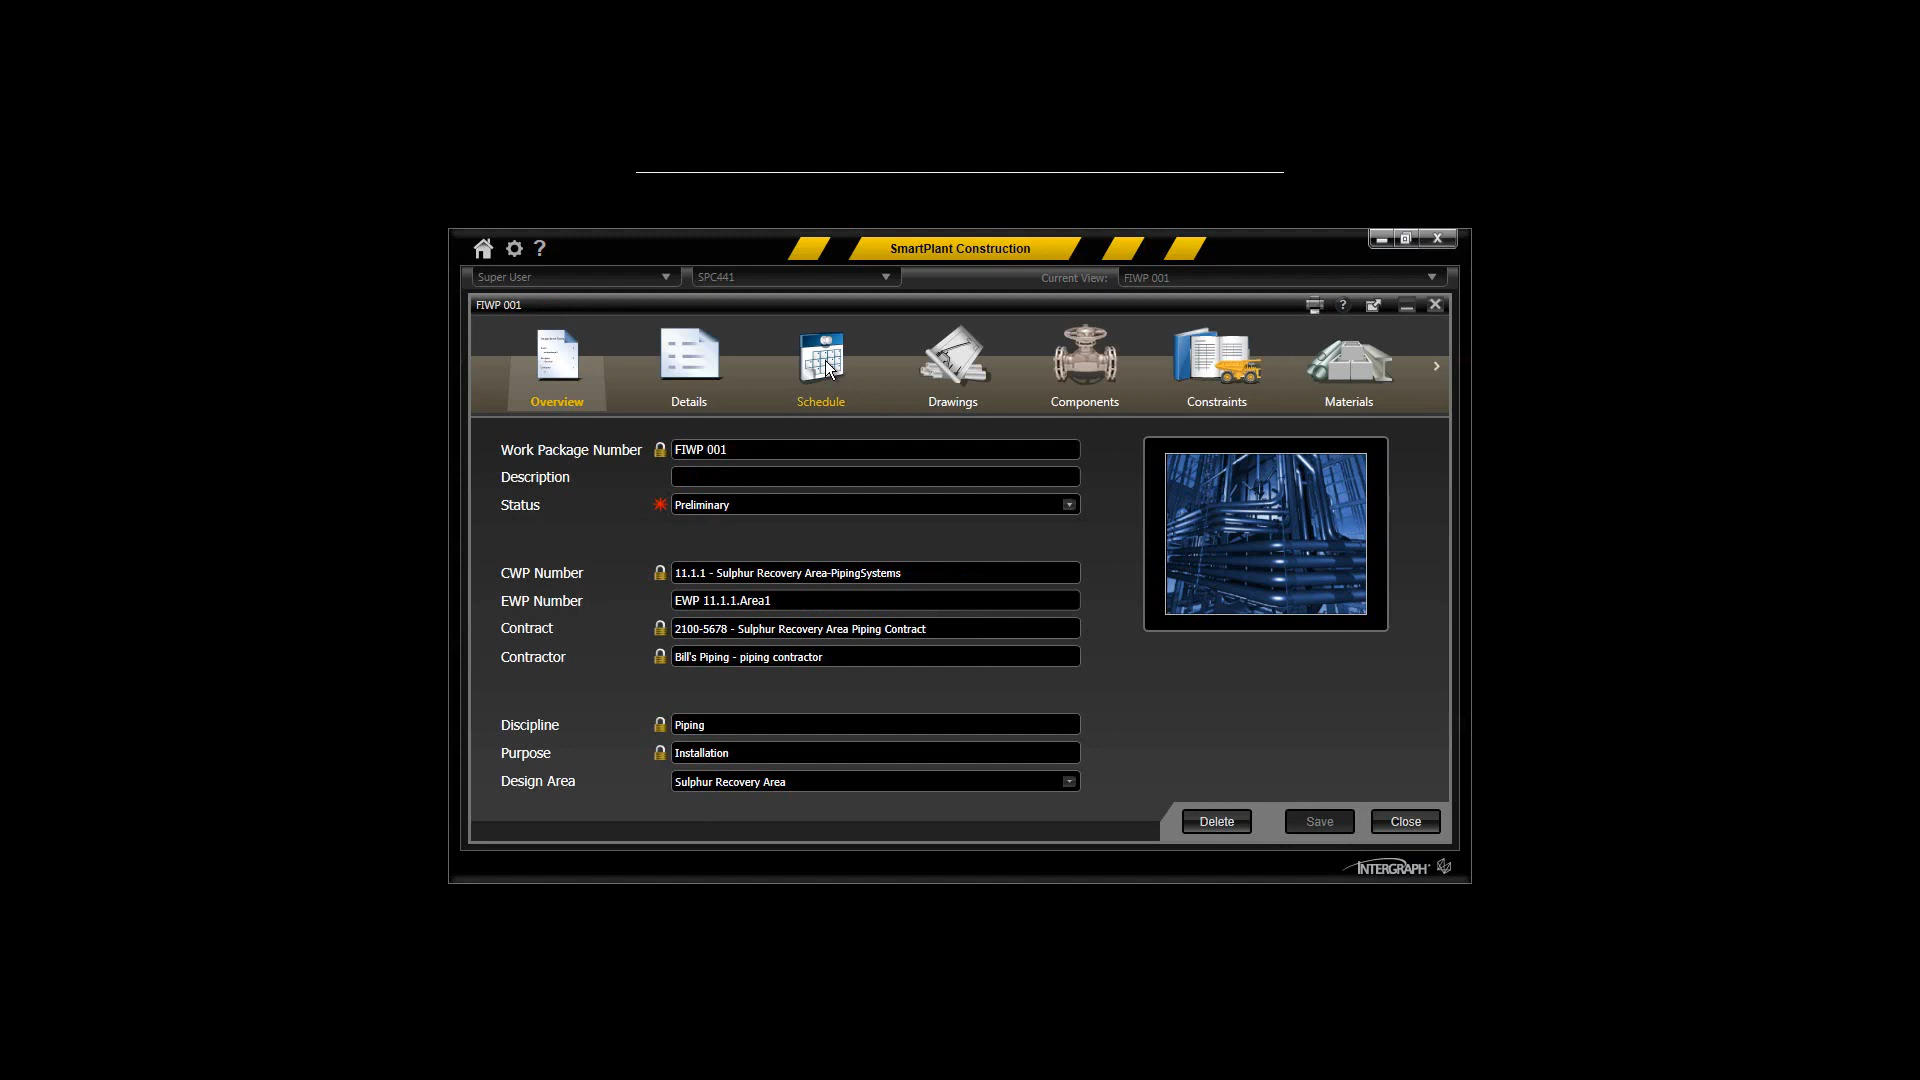 SmartPlant Construction
Super User
SPC441
Current View:
FIWP 001
FIWP 001
Overview
Details
Schedule
Drawings
Components
Constraints
Materials
Work Package Number
FIWP 001
Description
Status
Preliminary
CWP Number
11.1.1 - Sulphur Recovery Area-PipingSystems
EWP Number
EWP 11.1.1.Area1
Contract
2100-5678 - Sulphur Recovery Area Piping Contract
Contractor
Bill's Piping - piping contractor
Discipline
Piping
Purpose
Installation
Design Area
Sulphur Recovery Area
Delete
Save
Close
INTERGRAPH